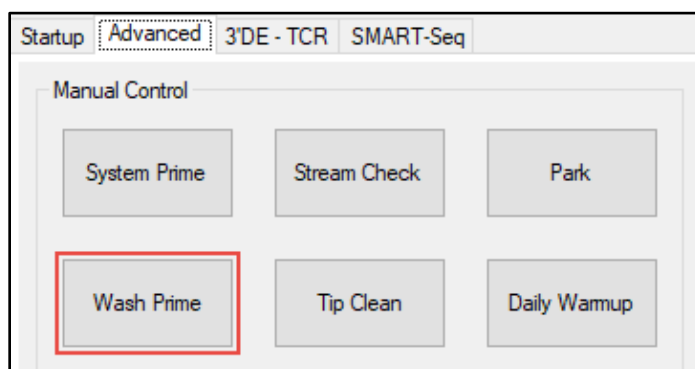 Startup Advanced 3'DE - TCR SMART-Seq
Manual Control
System Prime Stream Check Park
Wash Prime Tip Clean Daily Warmup